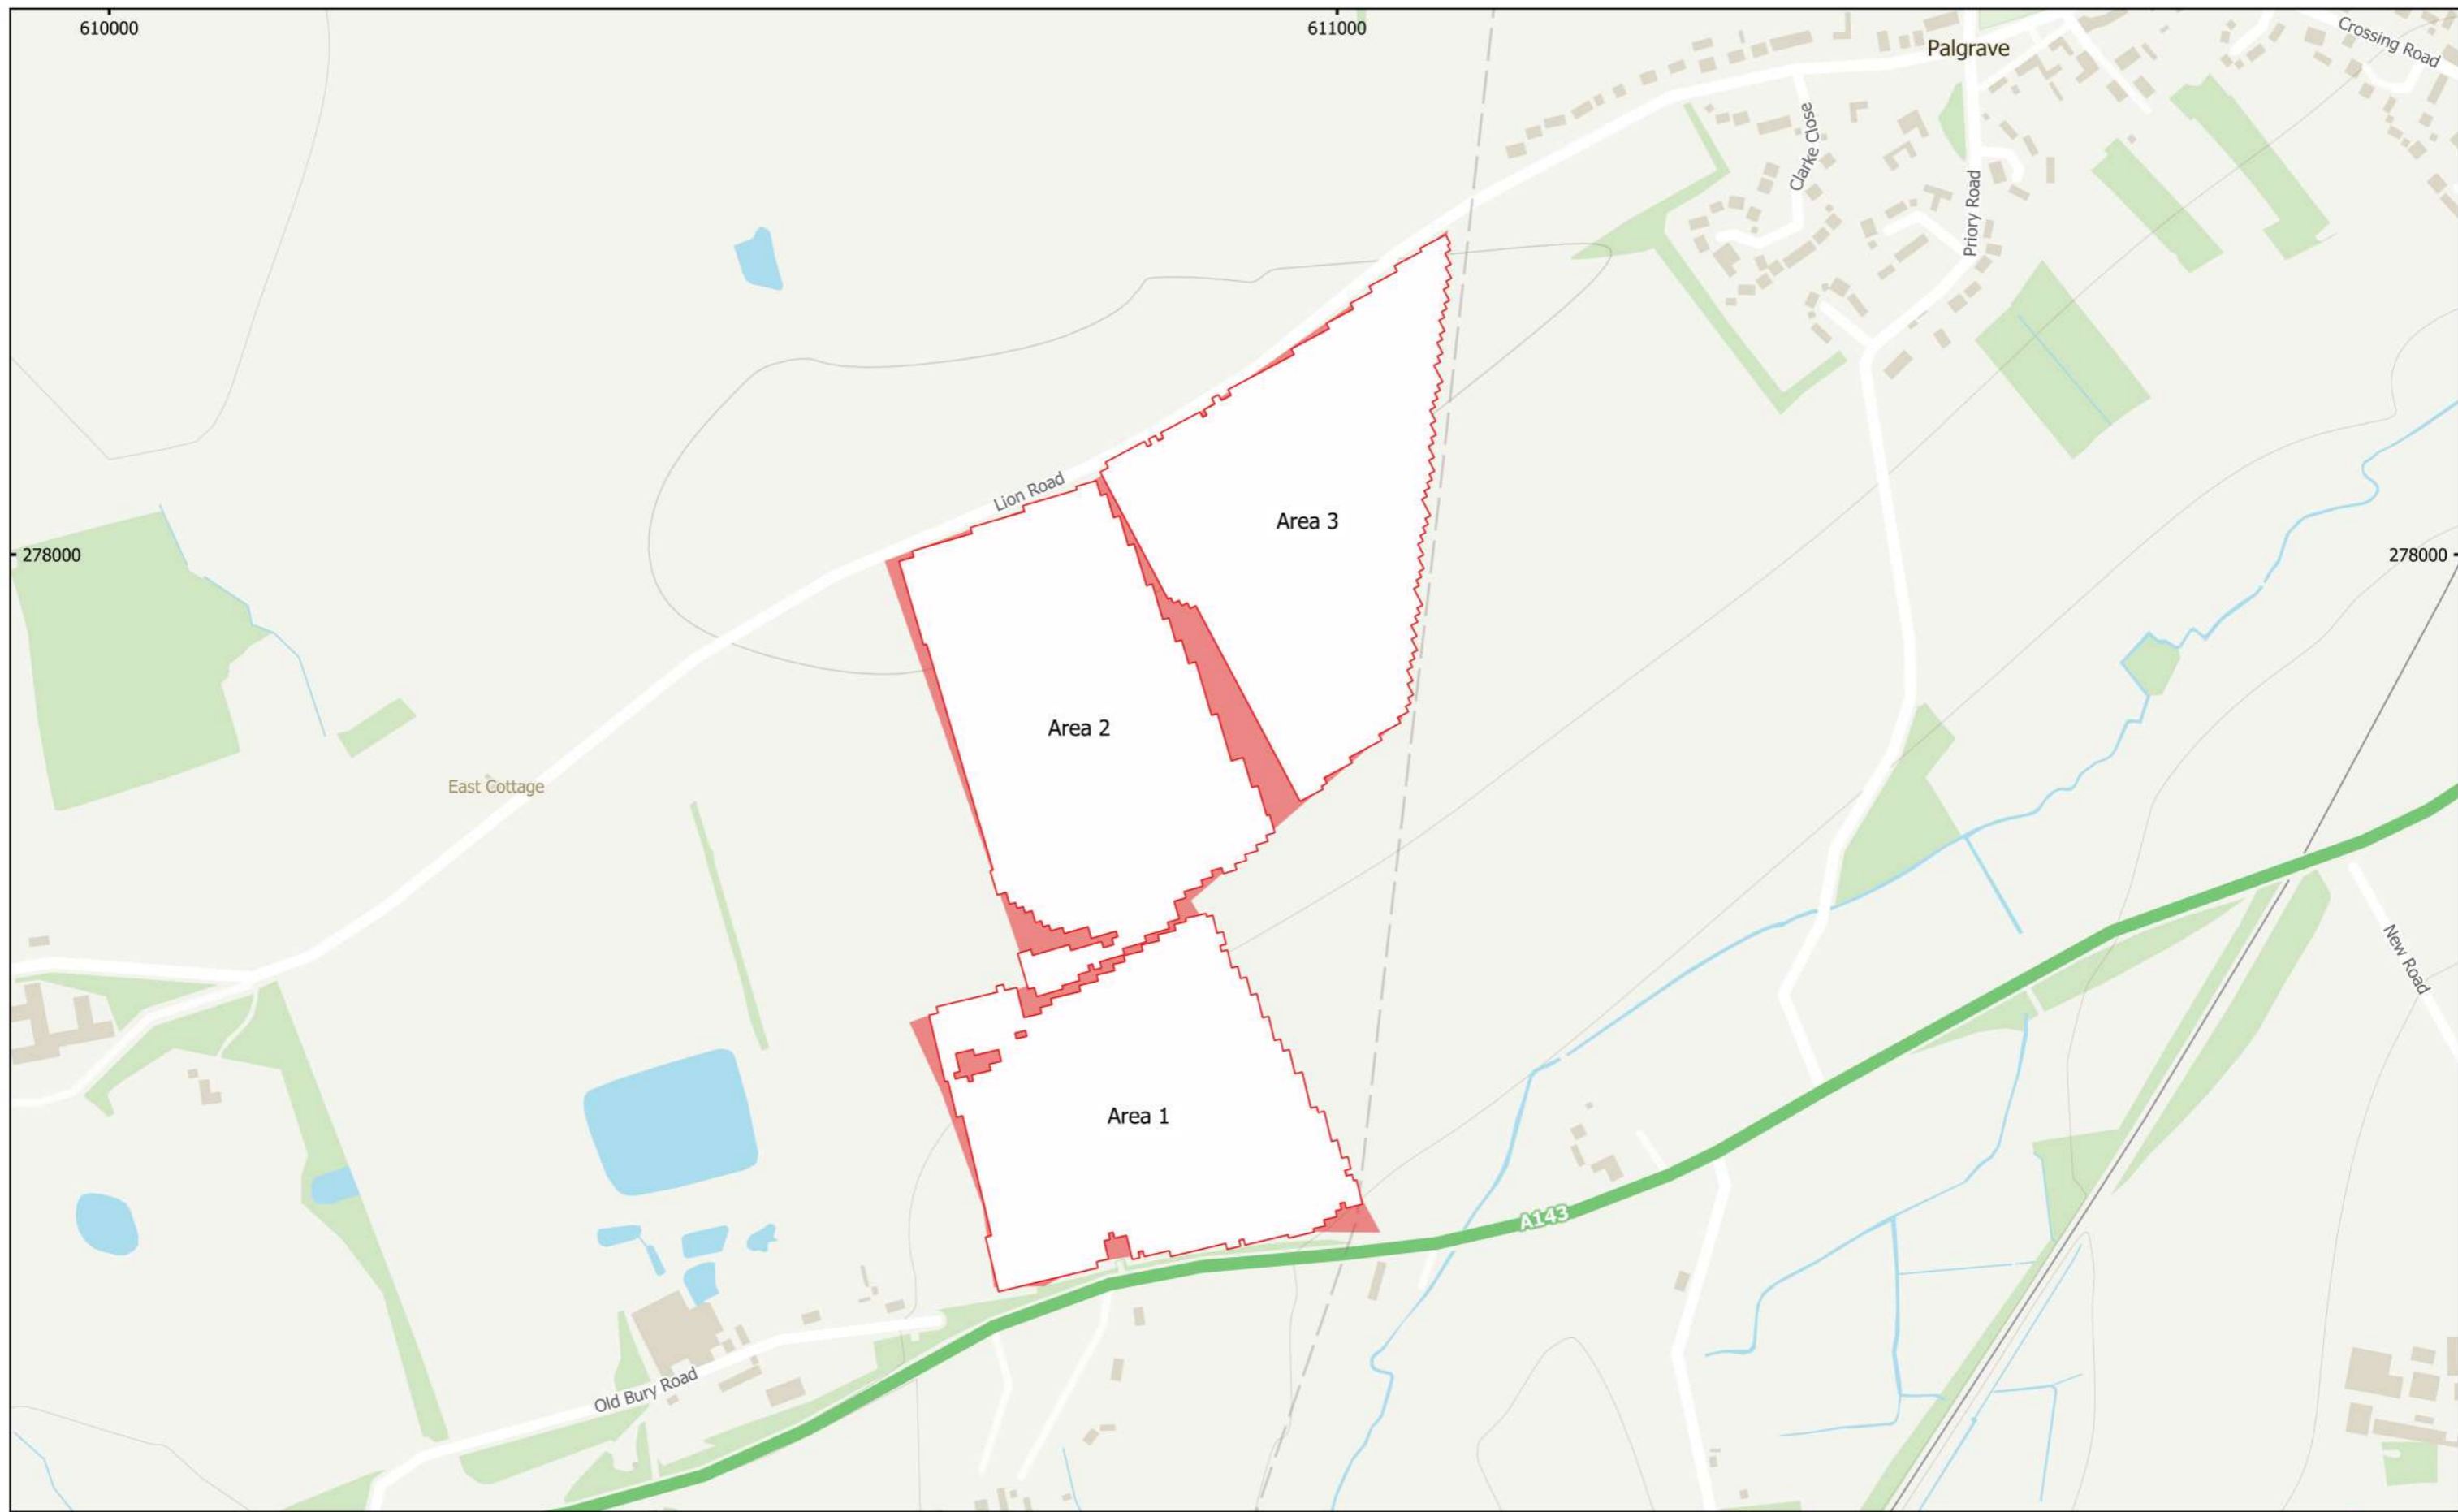 610000
611000
Crossing Road
Palgrave
Clarke Close
Priory Road
Lion Road
Area 3
278000
278000
Area 2
East Cottage
New Road
Area 1
A143
Old Bury Road